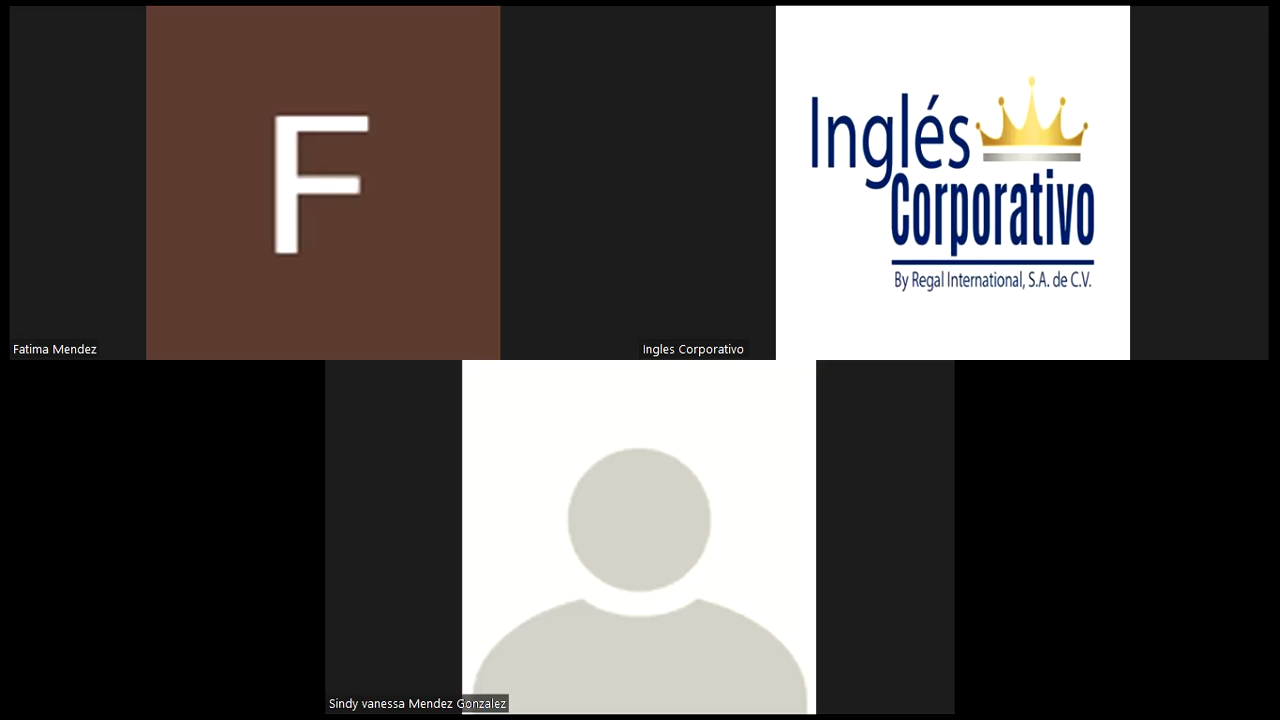 F
Fatima Mendez
Inglés
Corporativo
By Regal International, S.A. de C.V.
Ingles Corporativo
Sindy vanessa Mendez Gonzalez